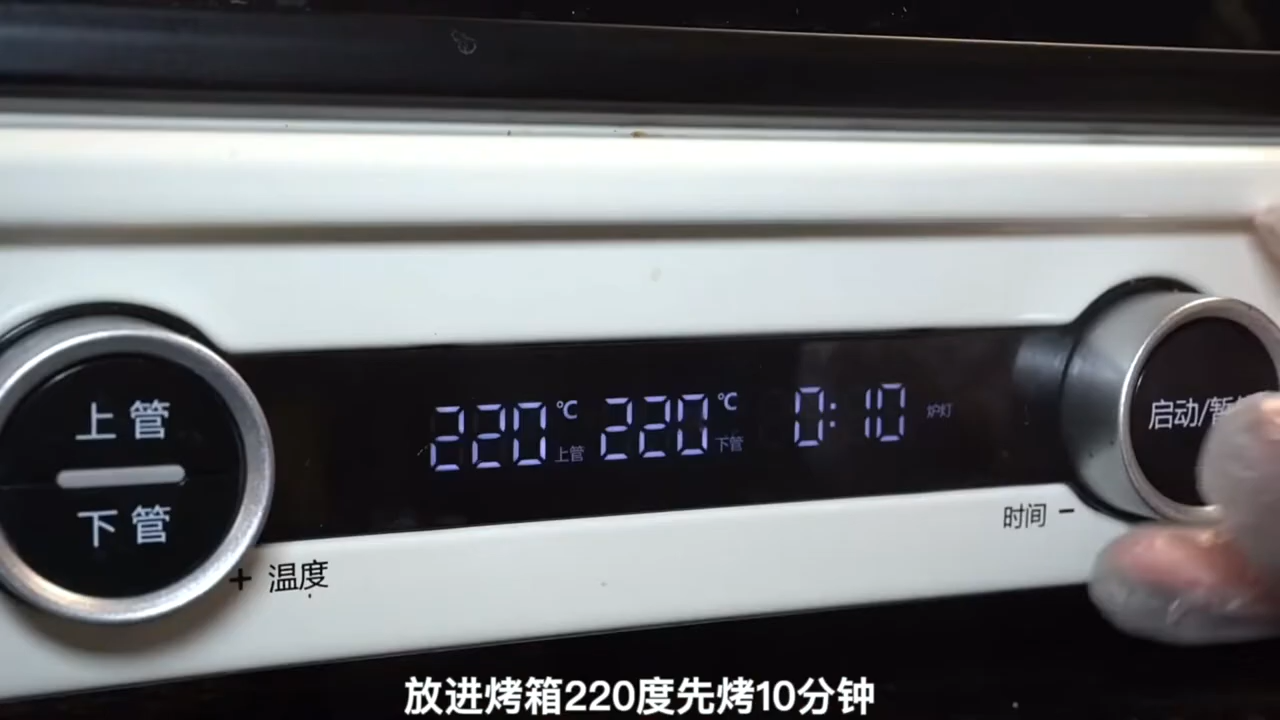 上管
下管
+ 温度
220℃ 上管 220℃ 下管 0:10 炉灯
时间 −
启动/暂
放进烤箱220度先烤10分钟